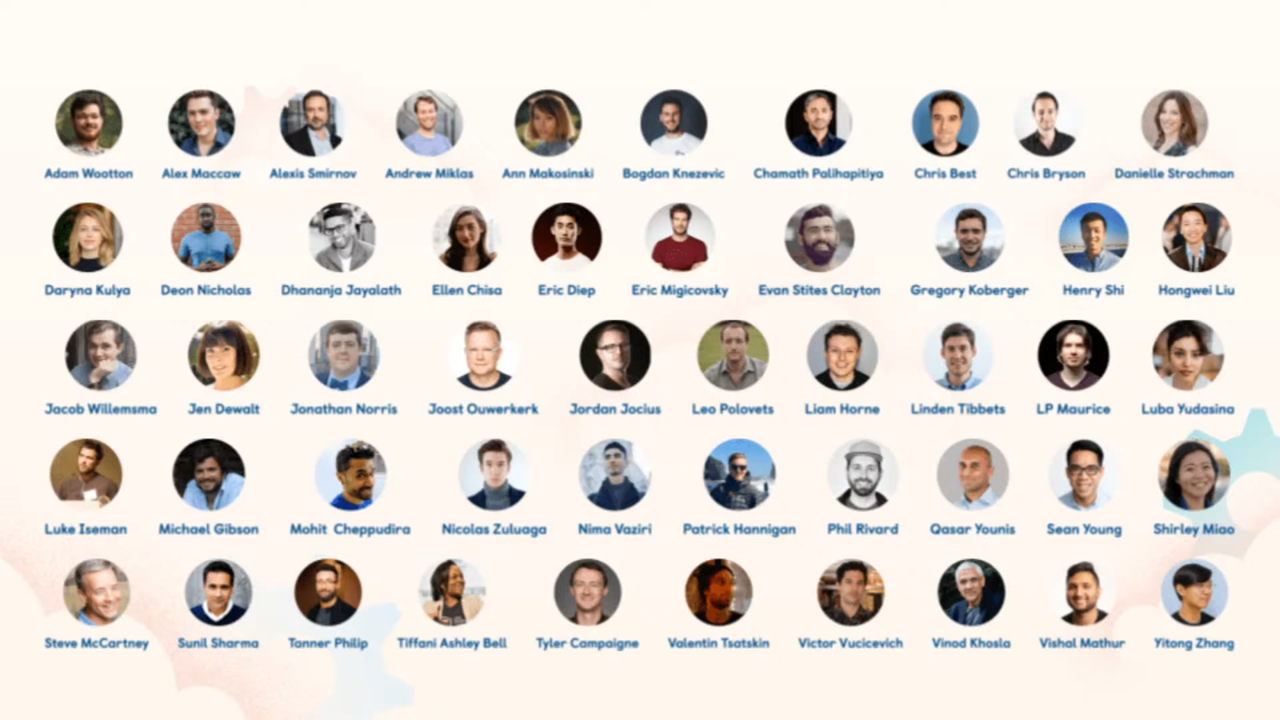 Adam Wootton Alex Maccaw Alexis Smirnov Andrew Miklas Ann Makosinski Bogdan Knezevic Chamath Palihapitiya Chris Best Chris Bryson Danielle Strachman
Daryna Kulya Deon Nicholas Dhananja Jayalath Ellen Chisa Eric Diep Eric Migicovsky Evan Stites Clayton Gregory Koberger Henry Shi Hongwei Liu
Jacob Willemsma Jen Dewalt Jonathan Norris Joost Ouwerkerk Jordan Jocius Leo Polovets Liam Horne Linden Tibbets LP Maurice Luba Yudasina
Luke Iseman Michael Gibson Mohit Cheppudira Nicolas Zuluaga Nima Vaziri Patrick Hannigan Phil Rivard Qasar Younis Sean Young Shirley Miao
Steve McCartney Sunil Sharma Tanner Philip Tiffani Ashley Bell Tyler Campaigne Valentin Tsatskin Victor Vucicevich Vinod Khosla Vishal Mathur Yitong Zhang